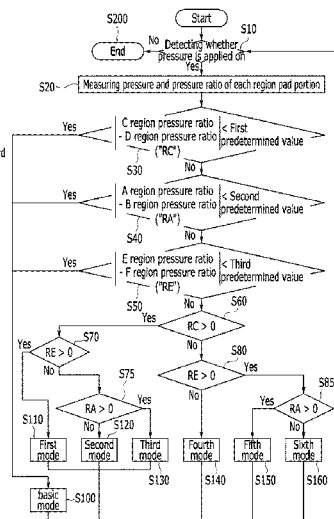 Start
S200
S10
End
No
Detecting whether
pressure is applied on
Yes
S20
Measuring pressure and pressure ratio of each region pad portion
Yes
| C region pressure ratio
- D region pressure ratio |
("RC")
< First
predetermined value
S30
No
Yes
| A region pressure ratio
- B region pressure ratio |
("RA")
< Second
predetermined value
S40
No
Yes
| E region pressure ratio
- F region pressure ratio |
("RE")
< Third
predetermined value
S50
No
S60
Yes
RC > 0
S70
No
S80
Yes
RE > 0
RE > 0
Yes
No
S75
No
S85
RA > 0
Yes
RA > 0
S110
No
S120
No
Yes
First
mode
Second
mode
Third
mode
Fourth
mode
Fifth
mode
Sixth
mode
S130
S140
S150
S160
basic
mode
S100